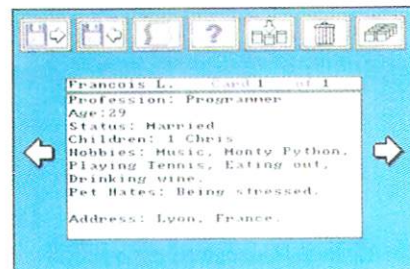 ?
Francois L. Card 1 of 1
Profession: Programmer
Age:29
Status: Married
Children: 1 Chris
Hobbies: Music, Monty Python,
Playing Tennis, Eating out,
Drinking wine.
Pet Hates: Being stressed.
Address: Lyon, France.